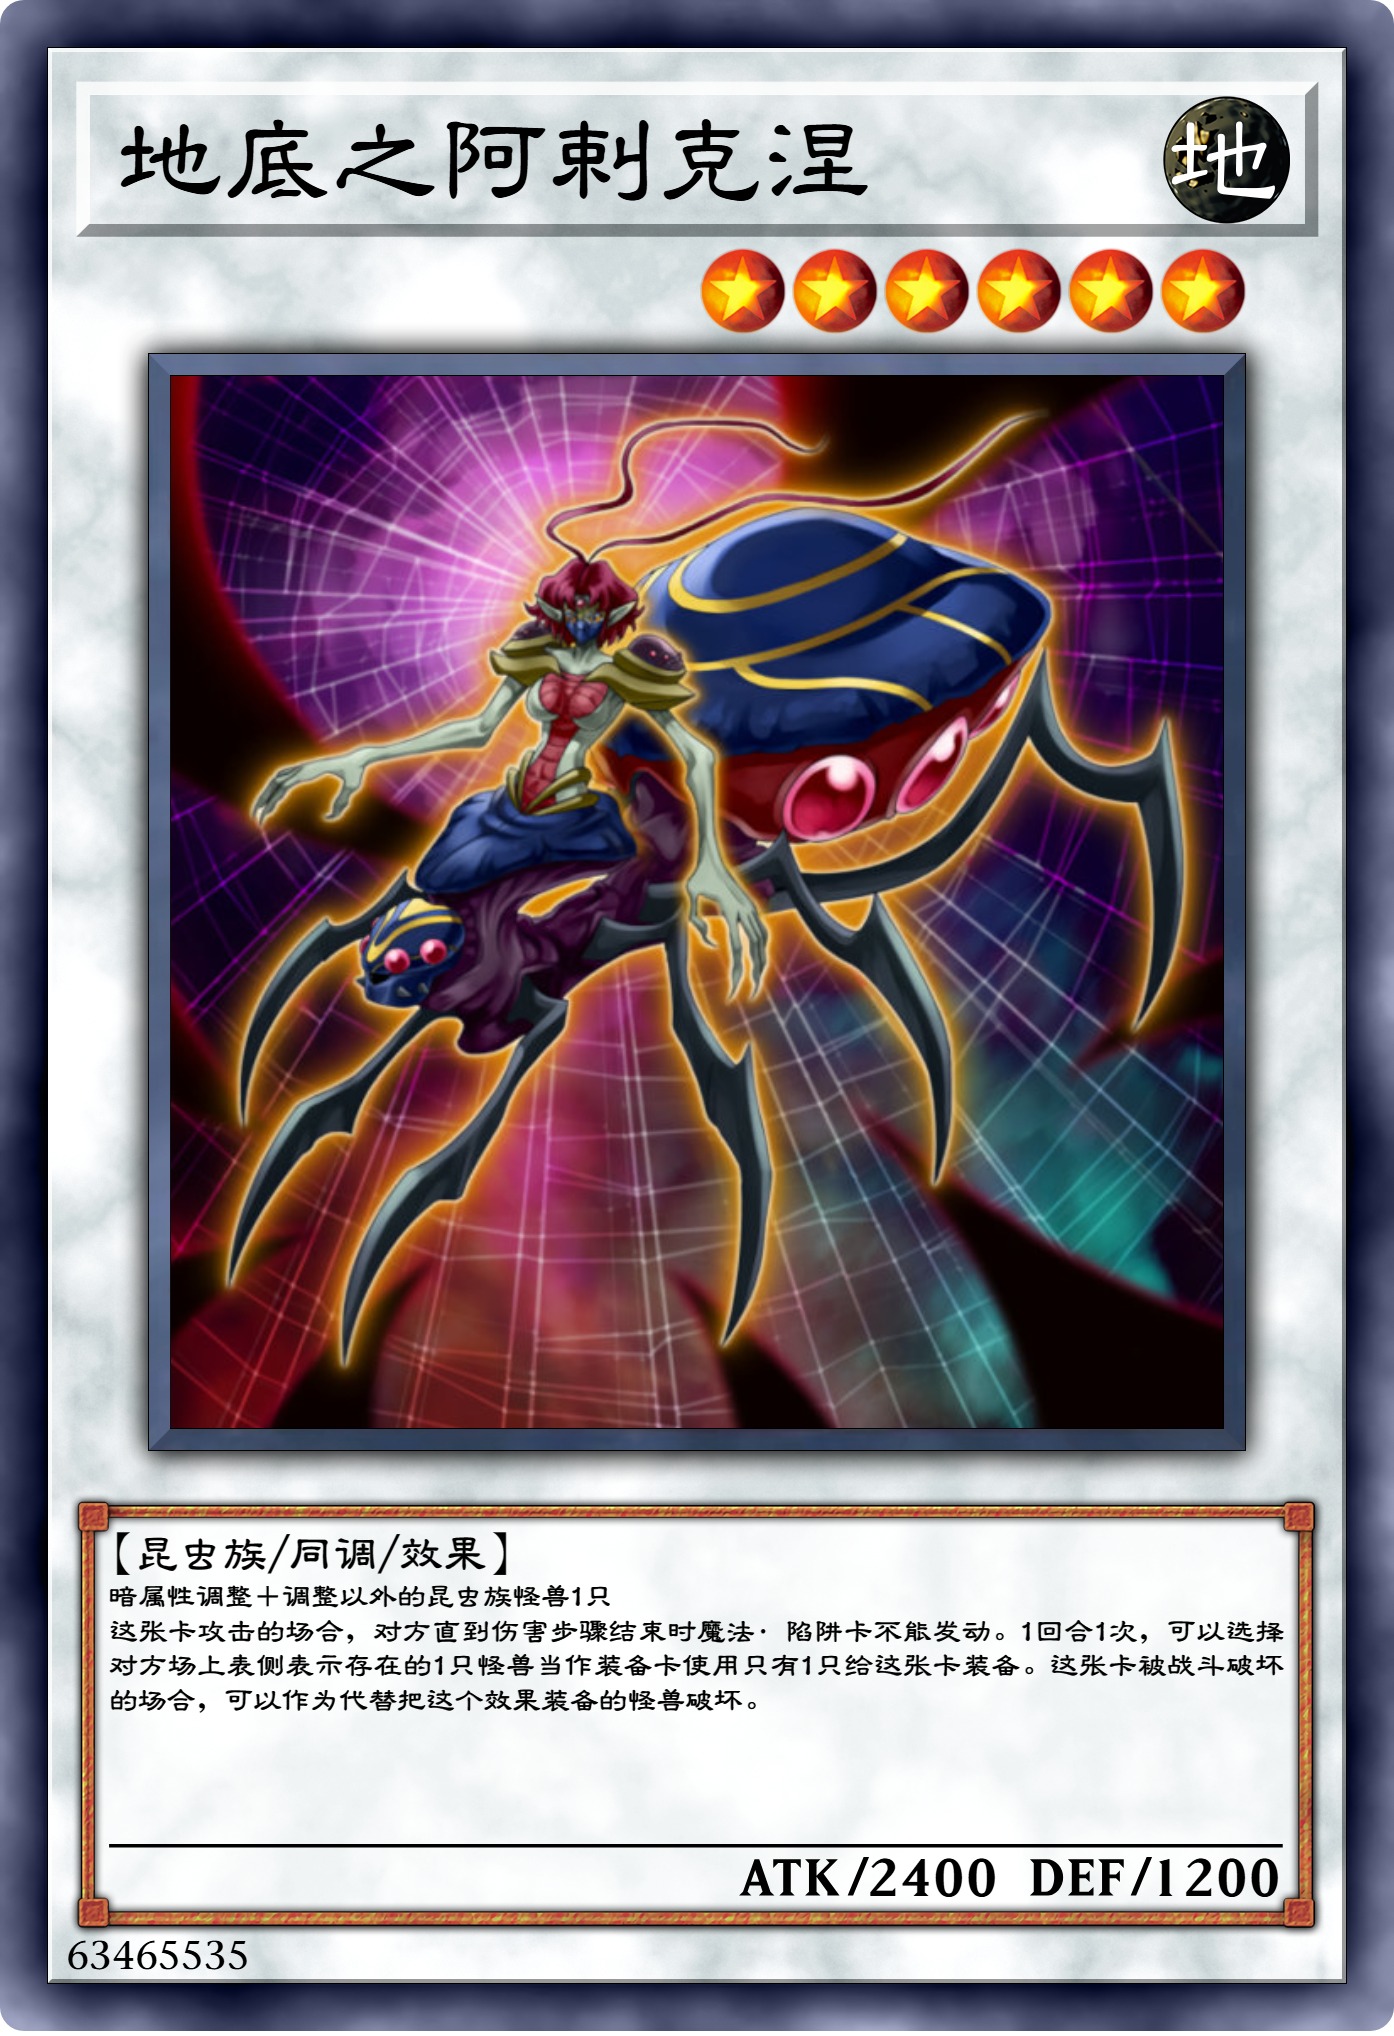 地底之阿剌克涅
地
【昆虫族/同调/效果】
暗属性调整＋调整以外的昆虫族怪兽1只
这张卡攻击的场合，对方直到伤害步骤结束时魔法·陷阱卡不能发动。1回合1次，可以选择
对方场上表侧表示存在的1只怪兽当作装备卡使用只有1只给这张卡装备。这张卡被战斗破坏
的场合，可以作为代替把这个效果装备的怪兽破坏。
ATK/2400 DEF/1200
63465535